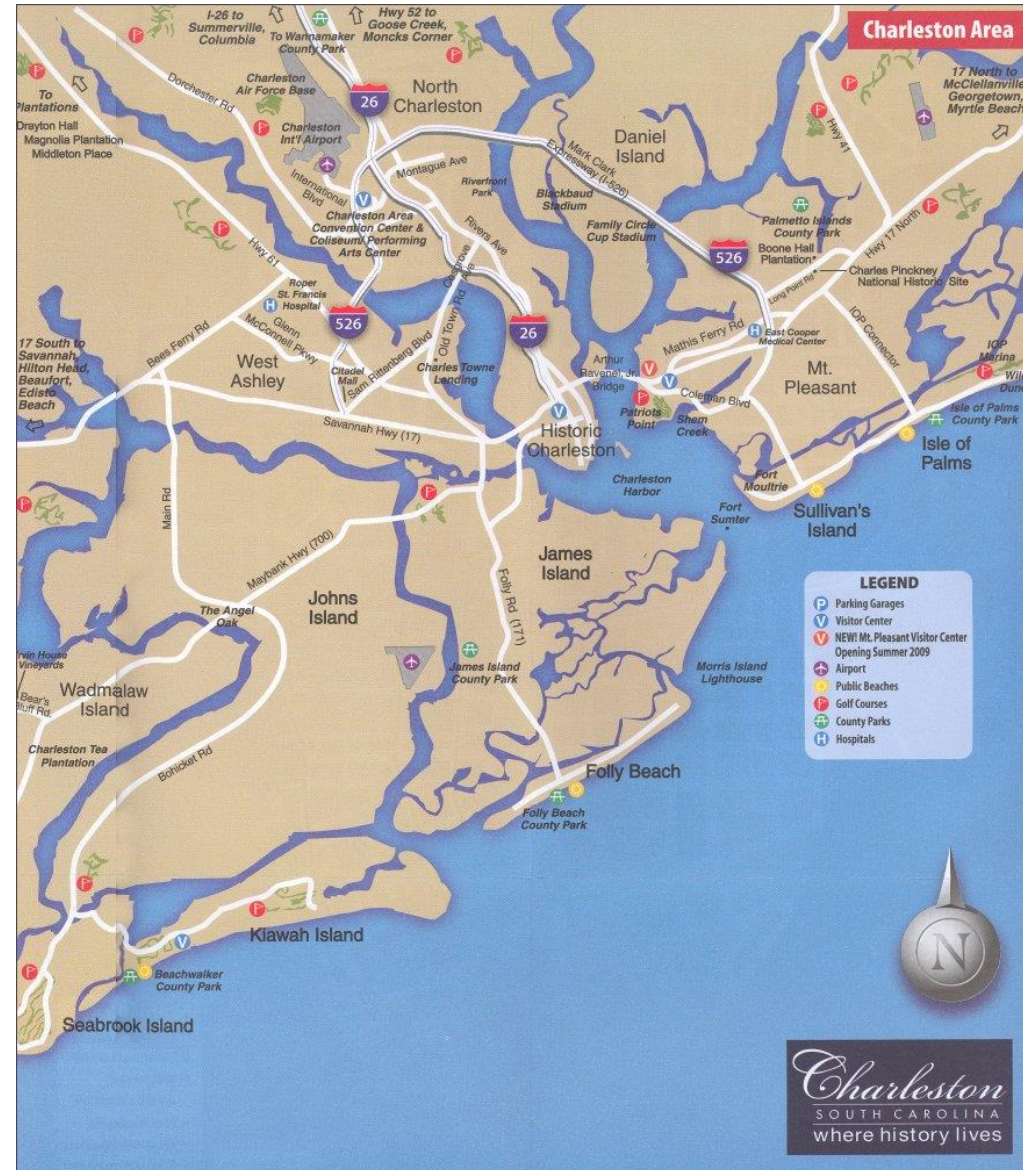 I-26 to
Summerville,
Columbia
To Wannamaker
County Park
Hwy 52 to
Goose Creek,
Moncks Corner
Charleston Area
17 North to
McClellanville
Georgetown,
Myrtle Beach
To
Plantations
Drayton Hall
Magnolia Plantation
Middleton Place
Dorchester Rd
Charleston
Air Force Base
Charleston
Int'l Airport
26
North
Charleston
Daniel
Island
Hwy 41
Mark Clark
Expressway (I-526)
Montague Ave
International
Blvd
Riverfront
Park
Blackbaud
Stadium
Family Circle
Cup Stadium
Palmetto Islands
County Park
Boone Hall
Plantation
Hwy 17 North
Charles Pinckney
National Historic Site
Long Point Rd
526
Charleston Area
Convention Center &
Coliseum/ Performing
Arts Center
Rivers Ave
Cosgrove
Ave
Hwy 61
Roper
St. Francis
Hospital
Glenn
McConnell Pkwy
526
Old Town Rd
26
Mathis Ferry Rd
East Cooper
Medical Center
IOP Connector
IOP
Marina
Wil
Dun
Isle of Palms
County Park
17 South to
Savannah,
Hilton Head,
Beaufort,
Edisto
Beach
Bees Ferry Rd
West
Ashley
Citadel
Mall
Sam Rittenberg Blvd
Charles Towne
Landing
Arthur
Ravenel, Jr.
Bridge
Mt.
Pleasant
Coleman Blvd
Patriots
Point
Shem
Creek
Savannah Hwy (17)
Historic
Charleston
Isle of
Palms
Charleston
Harbor
Fort
Moultrie
Fort
Sumter
Sullivan's
Island
Main Rd
Maybank Hwy (700)
Johns
Island
James
Island
Folly Rd (171)
The Angel
Oak
James Island
County Park
Morris Island
Lighthouse
rvin House
Vineyards
Wadmalaw
Island
Bear's
Bluff Rd.
Charleston Tea
Plantation
Bohicket Rd
Folly Beach
Folly Beach
County Park
Kiawah Island
Beachwalker
County Park
Seabrook Island
LEGEND
P Parking Garages
V Visitor Center
V NEW! Mt. Pleasant Visitor Center
Opening Summer 2009
Airport
Public Beaches
Golf Courses
County Parks
H Hospitals
N
Charleston
SOUTH CAROLINA
where history lives